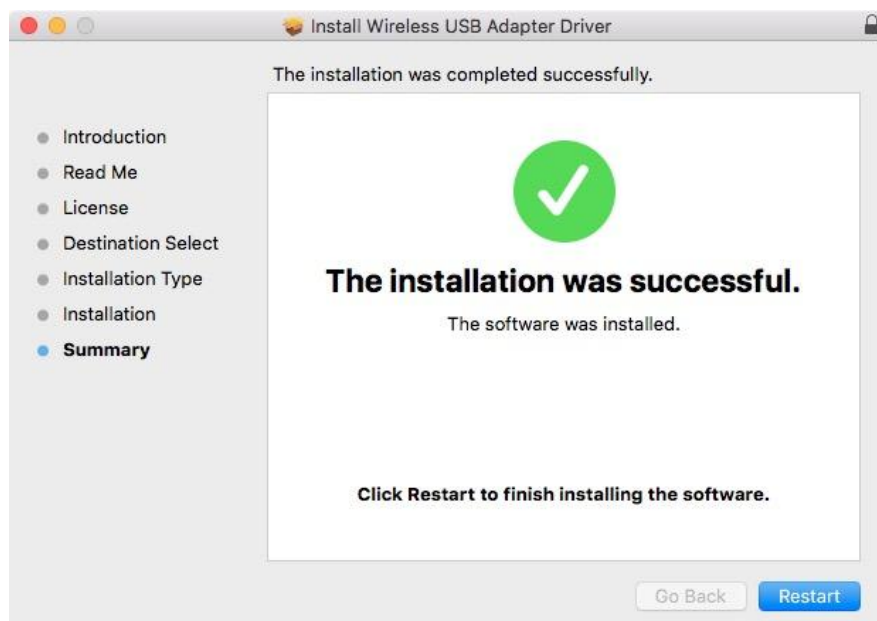 Install Wireless USB Adapter Driver
The installation was completed successfully.
Introduction
Read Me
License
Destination Select
Installation Type
Installation
Summary
The installation was successful.
The software was installed.
Click Restart to finish installing the software.
Go Back
Restart